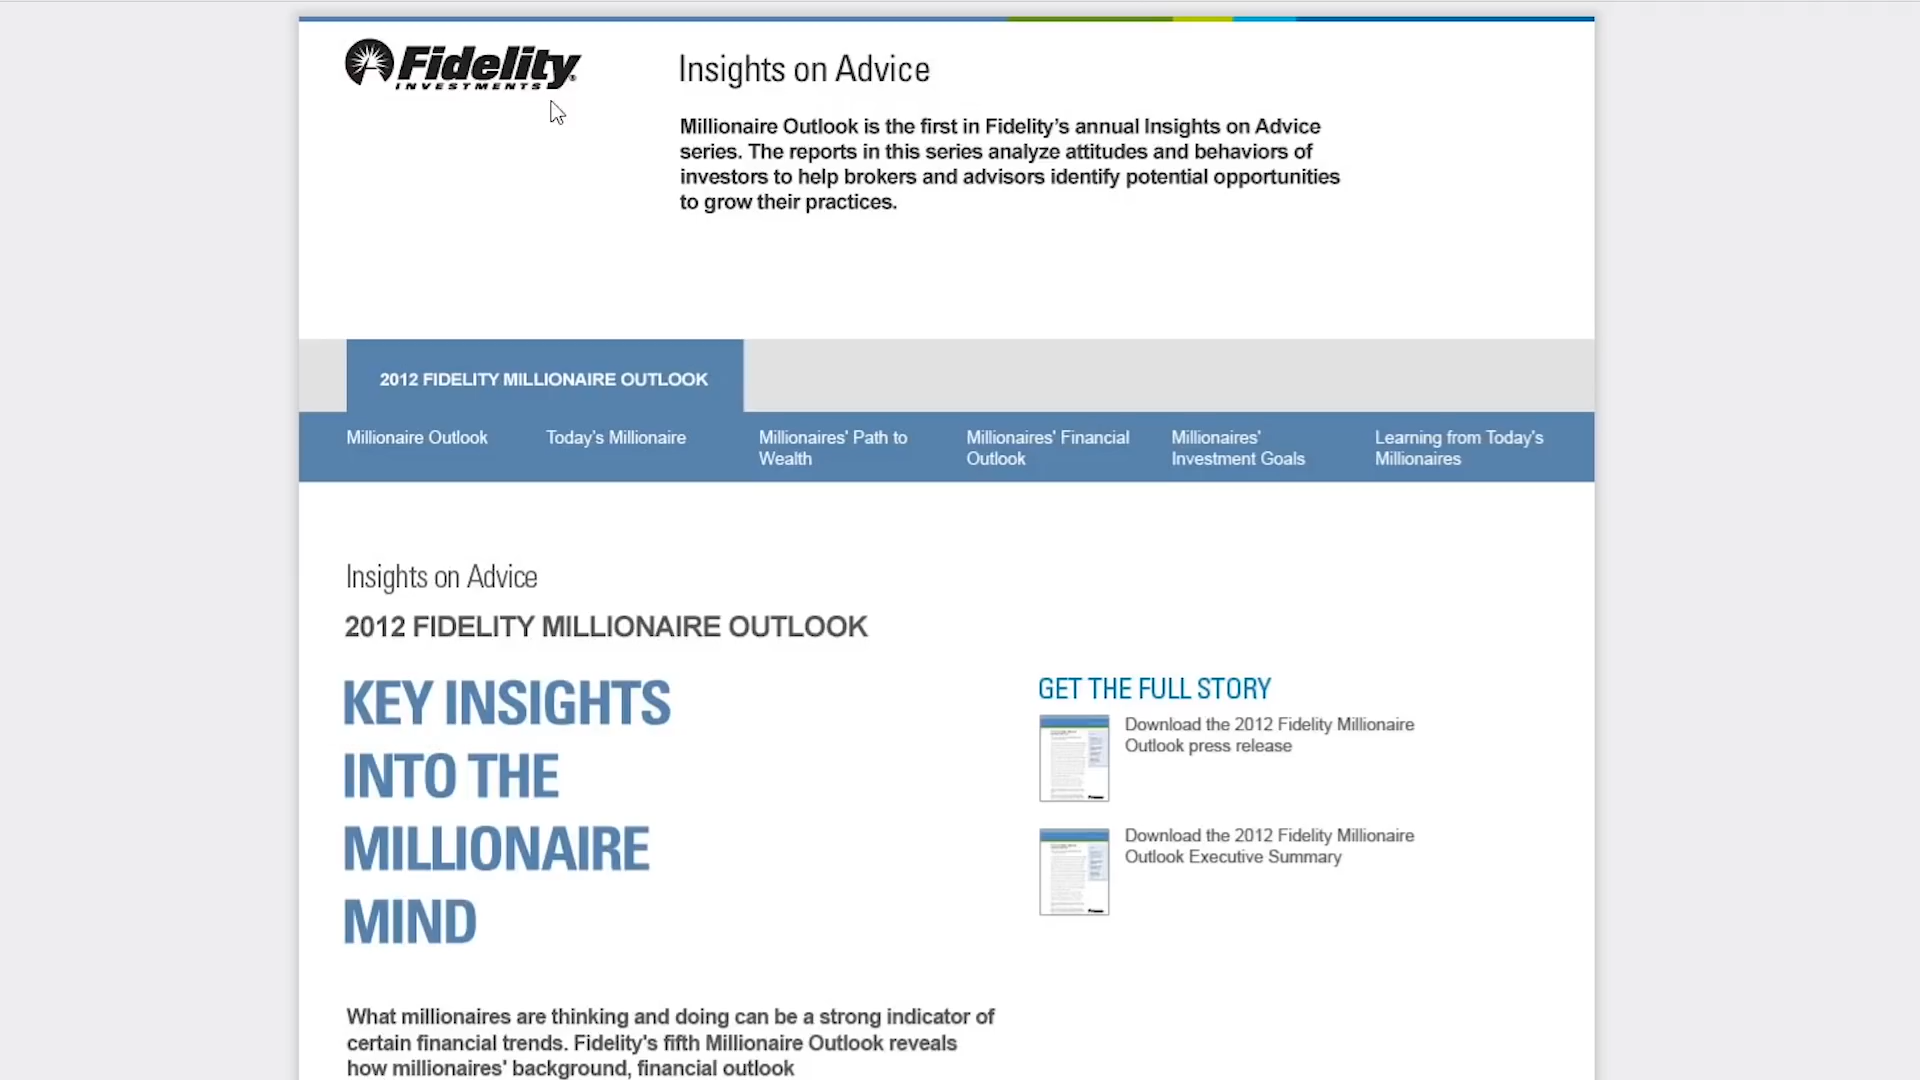 Fidelity
INVESTMENTS
Insights on Advice
Millionaire Outlook is the first in Fidelity's annual Insights on Advice
series. The reports in this series analyze attitudes and behaviors of
investors to help brokers and advisors identify potential opportunities
to grow their practices.
2012 FIDELITY MILLIONAIRE OUTLOOK
Millionaire Outlook
Today's Millionaire
Millionaires' Path to
Wealth
Millionaires' Financial
Outlook
Millionaires'
Investment Goals
Learning from Today's
Millionaires
Insights on Advice
2012 FIDELITY MILLIONAIRE OUTLOOK
KEY INSIGHTS
INTO THE
MILLIONAIRE
MIND
GET THE FULL STORY
Download the 2012 Fidelity Millionaire
Outlook press release
Download the 2012 Fidelity Millionaire
Outlook Executive Summary
What millionaires are thinking and doing can be a strong indicator of
certain financial trends. Fidelity's fifth Millionaire Outlook reveals
how millionaires' background, financial outlook